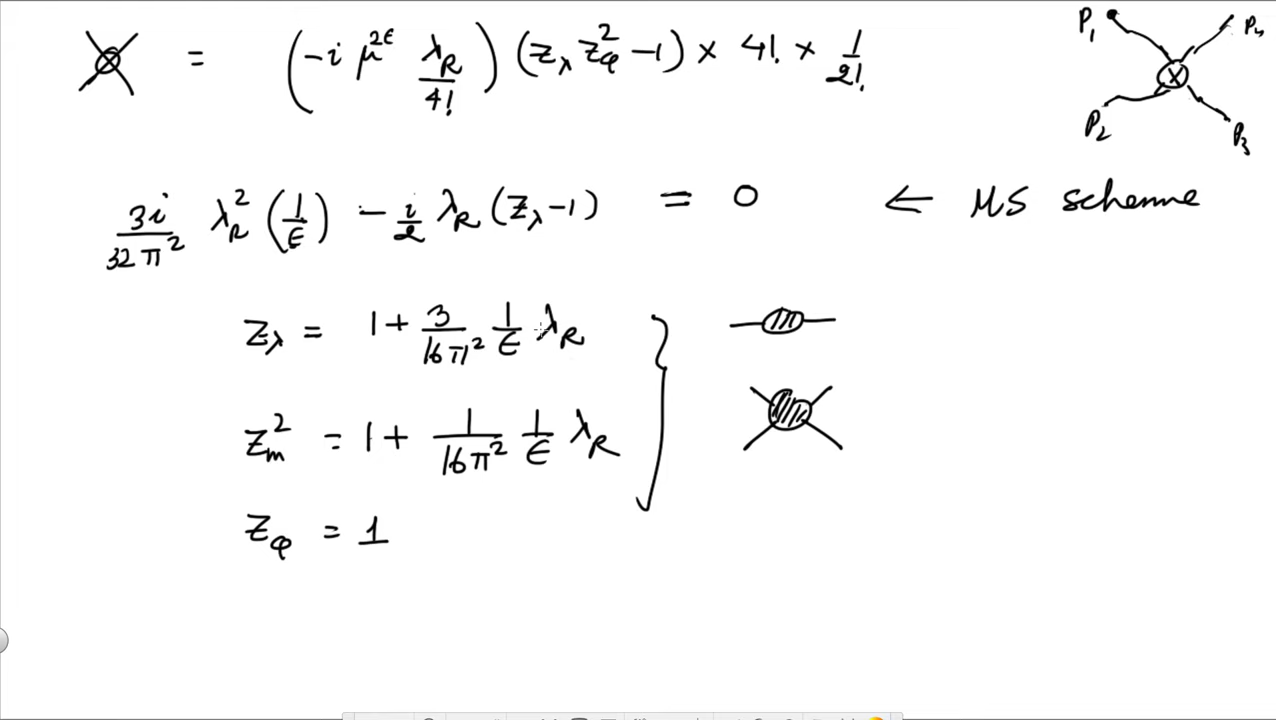 = (-i μ^{2ε} λ_R/4!) (z_λ z_φ^2 -1) × 4! × 1/2!
P_1 P_4
P_2 P_3
3i/32π^2 λ_R^2 (1/ε) - i/2 λ_R (z_λ-1) = 0 ← MS scheme
z_λ = 1 + 3/16π^2 1/ε λ_R
z_m^2 = 1 + 1/16π^2 1/ε λ_R
z_φ = 1